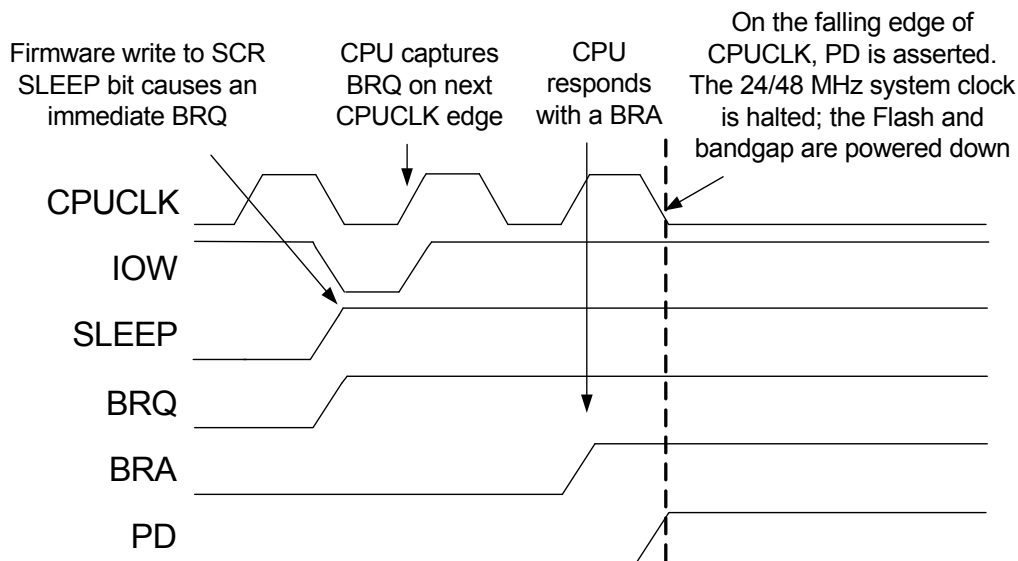 Firmware write to SCR
SLEEP bit causes an
immediate BRQ
CPU captures
BRQ on next
CPUCLK edge
CPU
responds
with a BRA
On the falling edge of
CPUCLK, PD is asserted.
The 24/48 MHz system clock
is halted; the Flash and
bandgap are powered down
CPUCLK
IOW
SLEEP
BRQ
BRA
PD